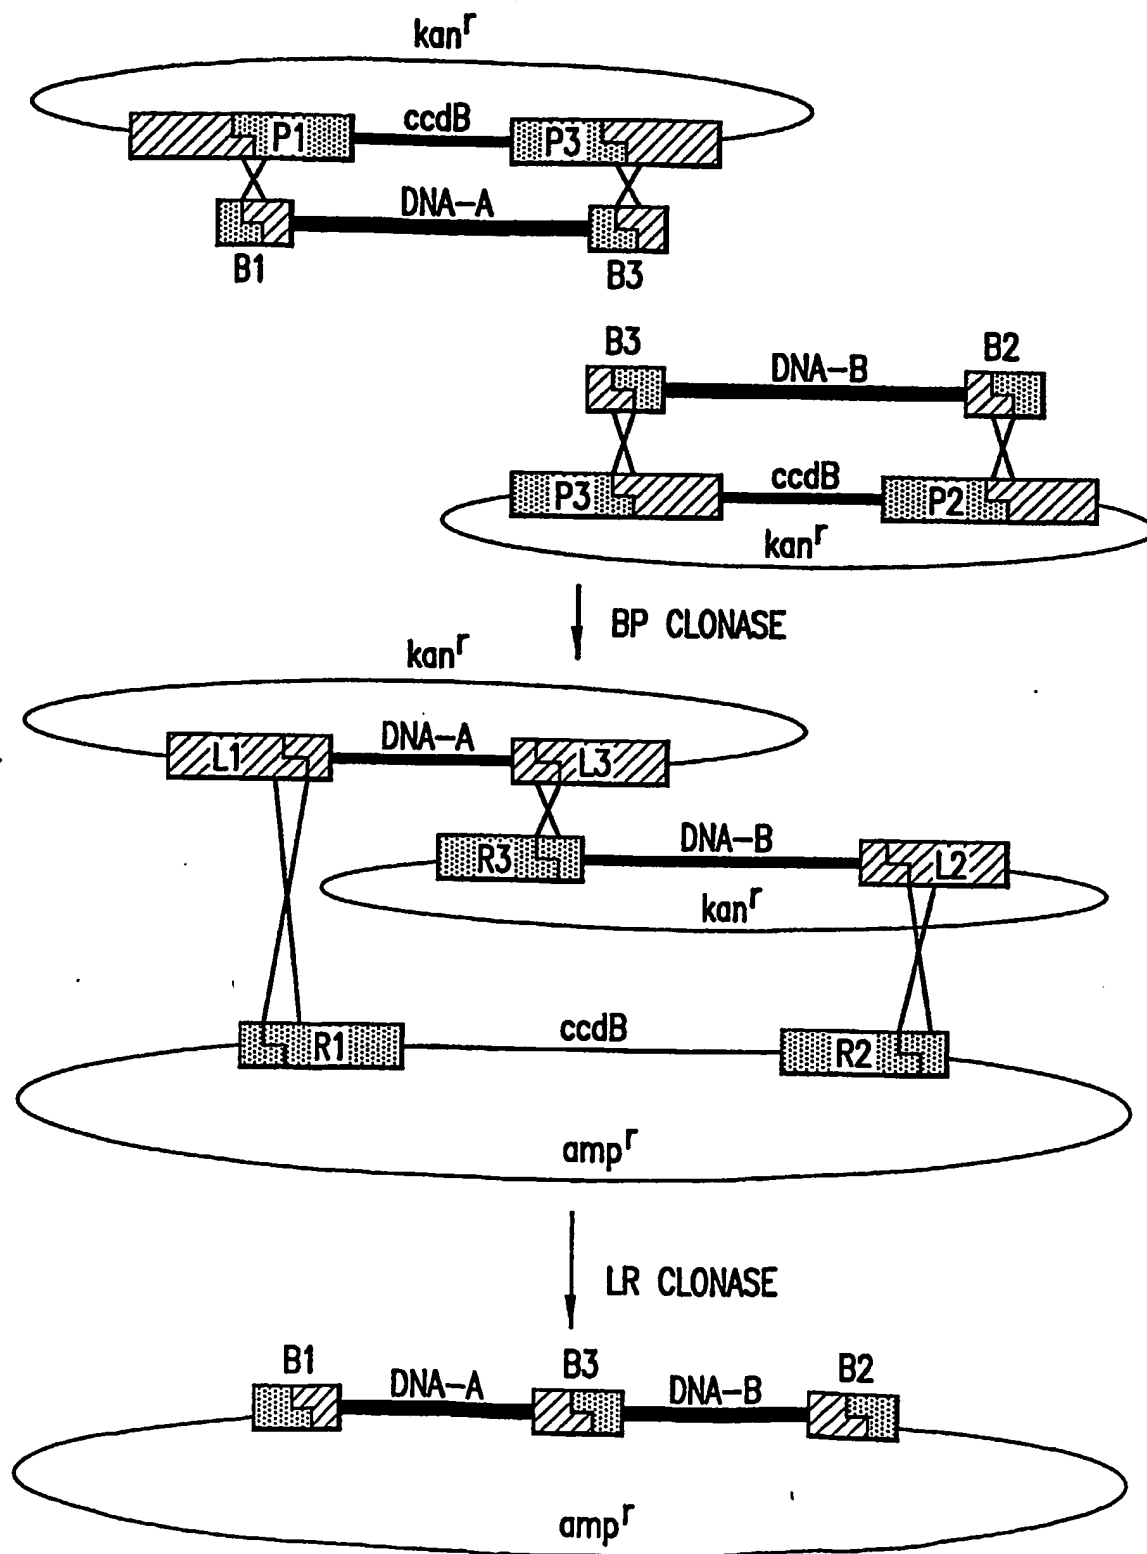 kanʳ
P1 ccdB P3
DNA-A
B1 B3
B3 DNA-B B2
P3 ccdB P2
kanʳ
BP CLONASE
kanʳ
L1 DNA-A L3
R3 DNA-B L2
kanʳ
R1 ccdB R2
ampʳ
LR CLONASE
B1 DNA-A B3 DNA-B B2
ampʳ